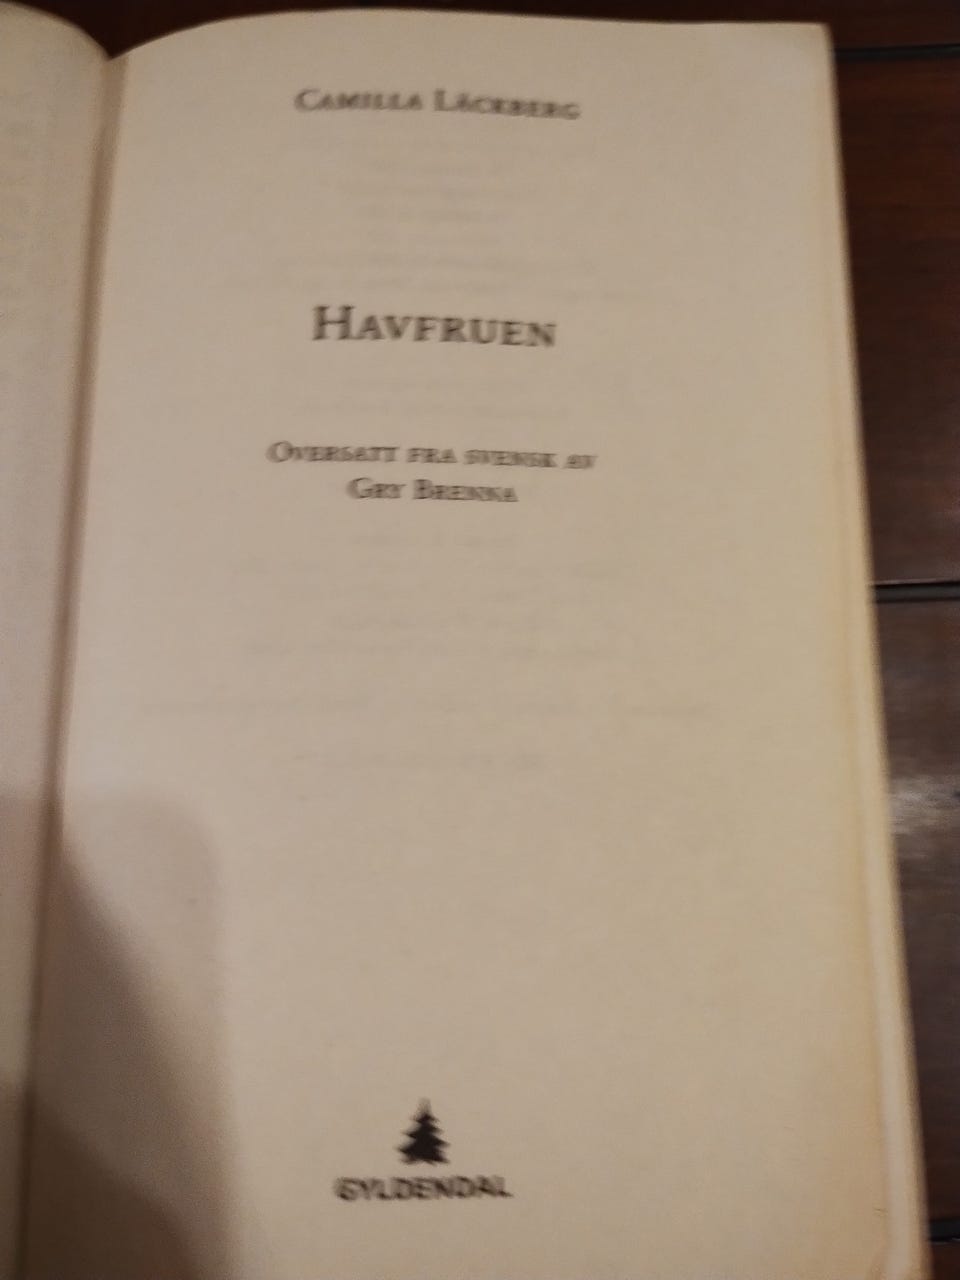 Camilla Läckberg
Havfruen
Oversatt fra svensk av
Gry Brenna
GYLDENDAL